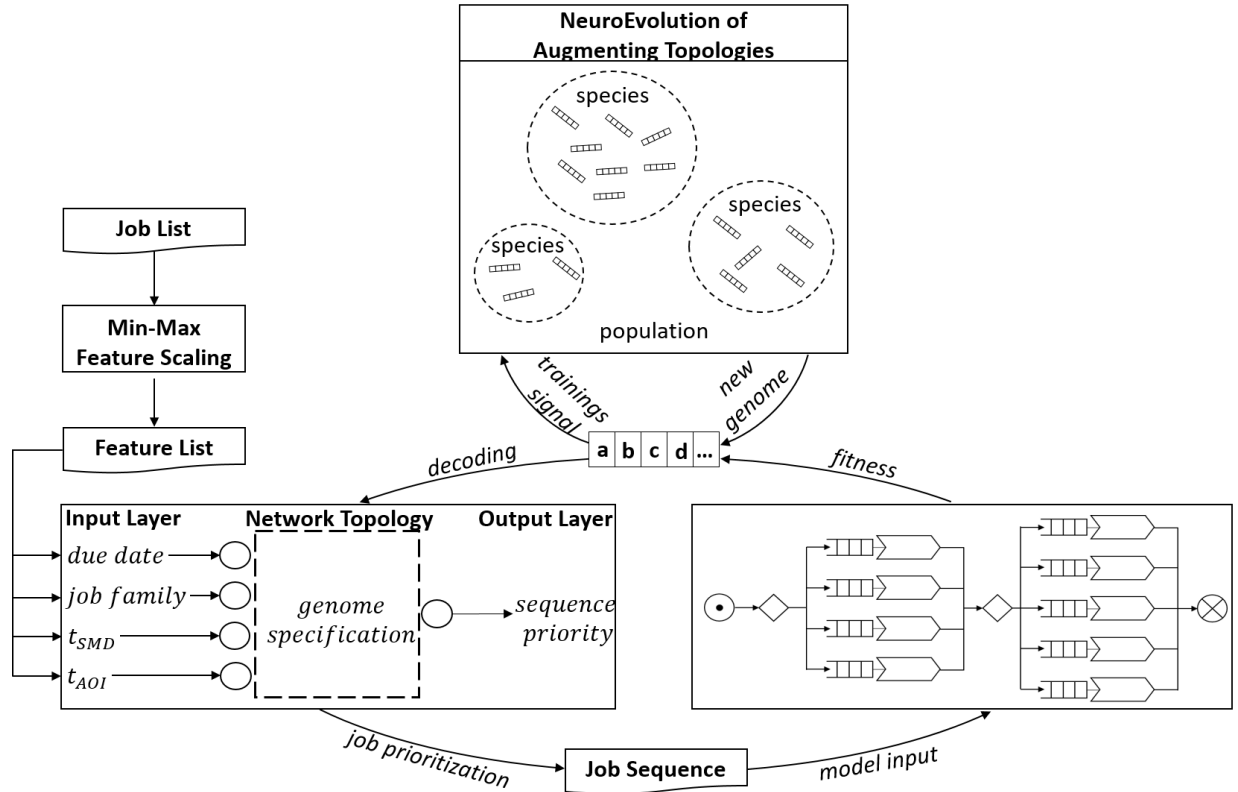 NeuroEvolution of
Augmenting Topologies
species
species
species
population
Job List
Min-Max
Feature Scaling
Feature List
trainings
signal
new
genome
a b c d ...
decoding
fitness
Input Layer Network Topology Output Layer
due date
job family
t_SMD
t_AOI
genome
specification
sequence
priority
job prioritization
Job Sequence
model input